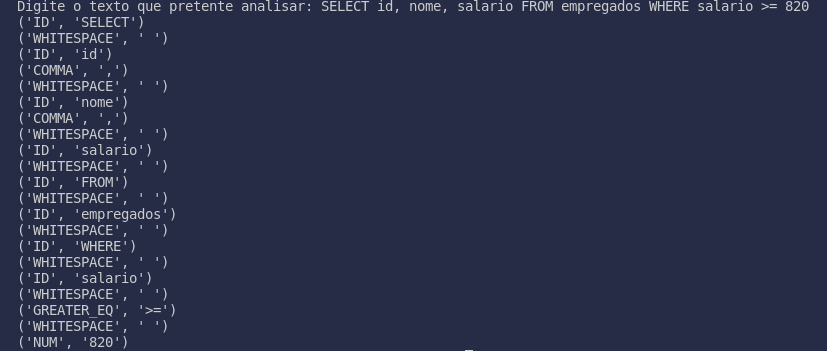 Digite o texto que pretente analisar: SELECT id, nome, salario FROM empregados WHERE salario >= 820
('ID', 'SELECT')
('WHITESPACE', ' ')
('ID', 'id')
('COMMA', ',')
('WHITESPACE', ' ')
('ID', 'nome')
('COMMA', ',')
('WHITESPACE', ' ')
('ID', 'salario')
('WHITESPACE', ' ')
('ID', 'FROM')
('WHITESPACE', ' ')
('ID', 'empregados')
('WHITESPACE', ' ')
('ID', 'WHERE')
('WHITESPACE', ' ')
('ID', 'salario')
('WHITESPACE', ' ')
('GREATER_EQ', '>=')
('WHITESPACE', ' ')
('NUM', '820')